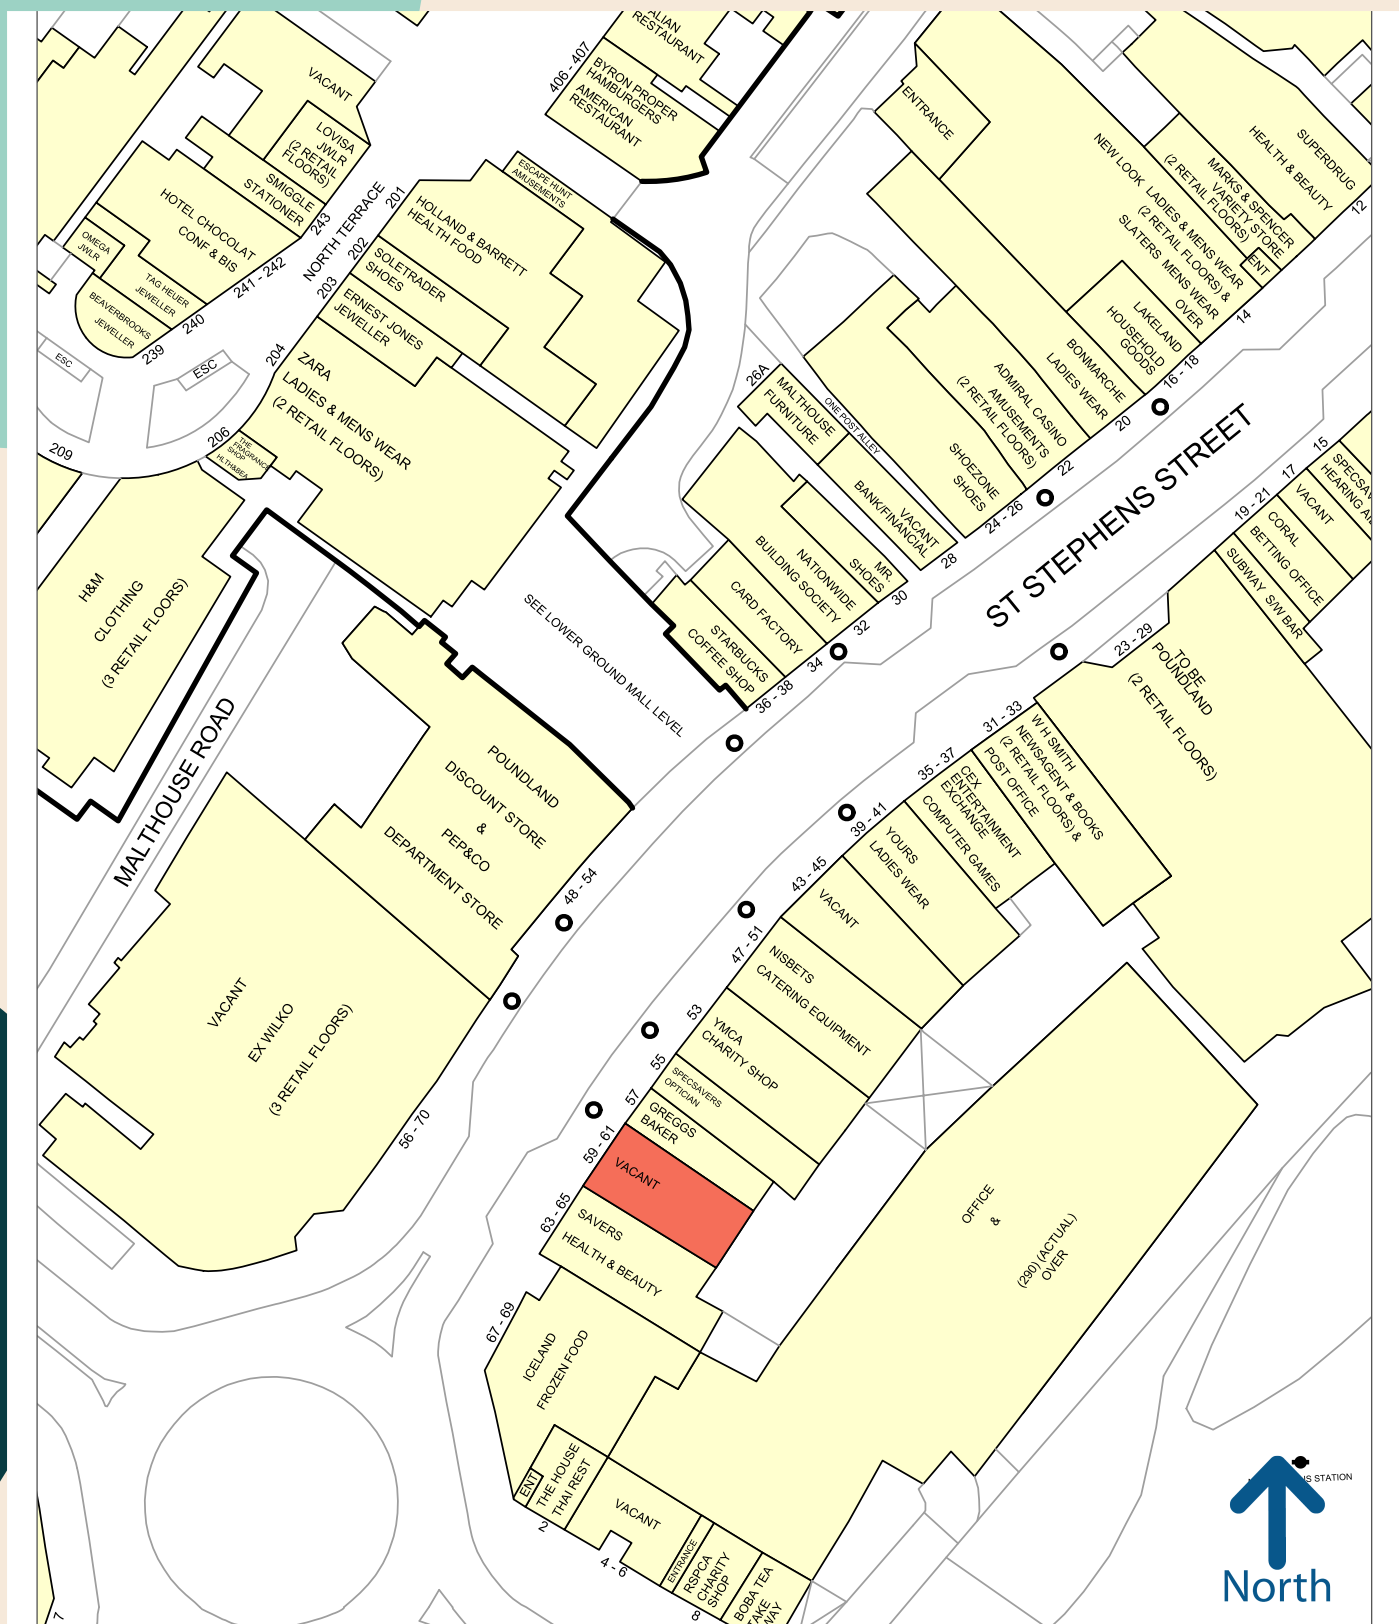 VACANT
LOVISA
JWLR
(2 RETAIL
FLOORS)
SMIGGLE
STATIONER
243
HOTEL CHOCOLAT
CONF & BIS
241 - 242
OMEGA
JWLR
TAG HEUER
JEWELLER
240
BEAVERBROOKS
JEWELLER
239
ESC
ESC
209
NORTH TERRACE
406 - 407
RESTAURANT
BYRON PROPER
HAMBURGERS
AMERICAN
RESTAURANT
ESCAPE HUNT
AMUSEMENTS
201
HOLLAND & BARRETT
HEALTH FOOD
202
SOLETRADER
SHOES
203
ERNEST JONES
JEWELLER
204
ZARA
LADIES & MENS WEAR
(2 RETAIL FLOORS)
206
THE
FRAGRANCE
SHOP
HLTH&BEA
H&M
CLOTHING
(3 RETAIL FLOORS)
MALTHOUSE ROAD
SEE LOWER GROUND MALL LEVEL
ENTRANCE
NEW LOOK LADIES & MENS WEAR
(2 RETAIL FLOORS) &
SLATERS MENS WEAR
OVER
MARKS & SPENCER
VARIETY STORE
(2 RETAIL FLOORS)
ENT
SUPERDRUG
HEALTH & BEAUTY
12
14
LAKELAND
HOUSEHOLD
GOODS
16 - 18
BONMARCHE
LADIES WEAR
20
ADMIRAL CASINO
AMUSEMENTS
(2 RETAIL FLOORS)
22
SHOEZONE
SHOES
24 - 26
ONE POST ALLEY
26A
MALTHOUSE
FURNITURE
VACANT
BANK/FINANCIAL
28
MR.
SHOES
30
NATIONWIDE
BUILDING SOCIETY
32
CARD FACTORY
34
STARBUCKS
COFFEE SHOP
36 - 38
ST STEPHENS STREET
15
HEARING
17
VACANT
19 - 21
CORAL
BETTING OFFICE
SUBWAY S/W BAR
23 - 29
TO BE
POUNDLAND
(2 RETAIL FLOORS)
31 - 33
W H SMITH
NEWSAGENT & BOOKS
(2 RETAIL FLOORS) &
POST OFFICE
35 - 37
CEX
ENTERTAINMENT
EXCHANGE
COMPUTER GAMES
39 - 41
YOURS
LADIES WEAR
43 - 45
VACANT
47 - 51
NISBETS
CATERING EQUIPMENT
53
YMCA
CHARITY SHOP
55
SPECSAVERS
OPTICIAN
57
GREGGS
BAKER
59 - 61
VACANT
63 - 65
SAVERS
HEALTH & BEAUTY
67 - 69
ICELAND
FROZEN FOOD
POUNDLAND
DISCOUNT STORE
&
PEP&CO
DEPARTMENT STORE
48 - 54
VACANT
EX WILKO
(3 RETAIL FLOORS)
56 - 70
OFFICE
&
(290) (ACTUAL)
OVER
ENT
THE HOUSE
THAI REST
2
VACANT
4 - 6
ENTRANCE
RSPCA
CHARITY
SHOP
8
BOBA TEA
7
STATION
North